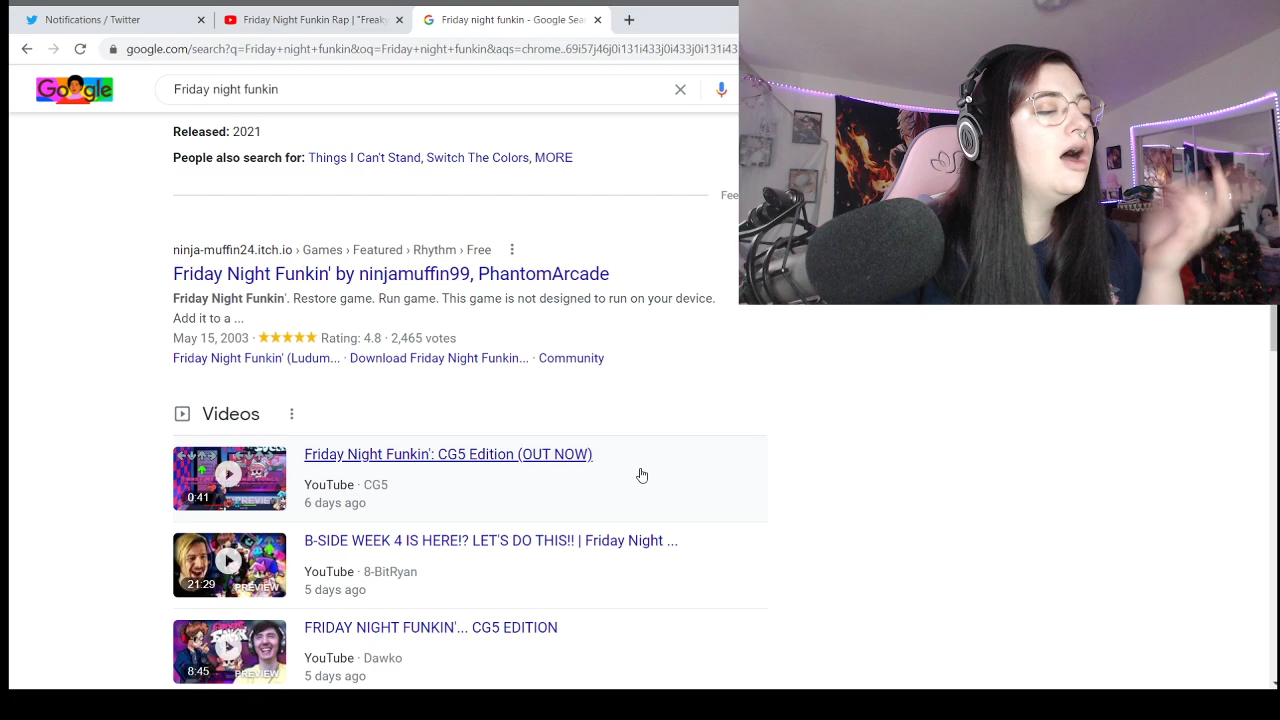 Notifications / Twitter
Friday Night Funkin Rap | "Freaky
Friday night funkin - Google Sea
google.com/search?q=Friday+night+funkin&oq=Friday+night+funkin&aqs=chrome..69i57j46j0i131i433j0i433j0i131i43
Google
Friday night funkin
Released: 2021
People also search for: Things I Can't Stand, Switch The Colors, MORE
Fee
ninja-muffin24.itch.io › Games › Featured › Rhythm › Free
Friday Night Funkin' by ninjamuffin99, PhantomArcade
Friday Night Funkin'. Restore game. Run game. This game is not designed to run on your device.
Add it to a ...
May 15, 2003 · ★★★★★ Rating: 4.8 · 2,465 votes
Friday Night Funkin' (Ludum... · Download Friday Night Funkin... · Community
Videos
Friday Night Funkin': CG5 Edition (OUT NOW)
YouTube · CG5
6 days ago
0:41
PREVIEW
B-SIDE WEEK 4 IS HERE!? LET'S DO THIS!! | Friday Night ...
YouTube · 8-BitRyan
5 days ago
21:29
PREVIEW
FRIDAY NIGHT FUNKIN'... CG5 EDITION
YouTube · Dawko
5 days ago
8:45
PREVIEW